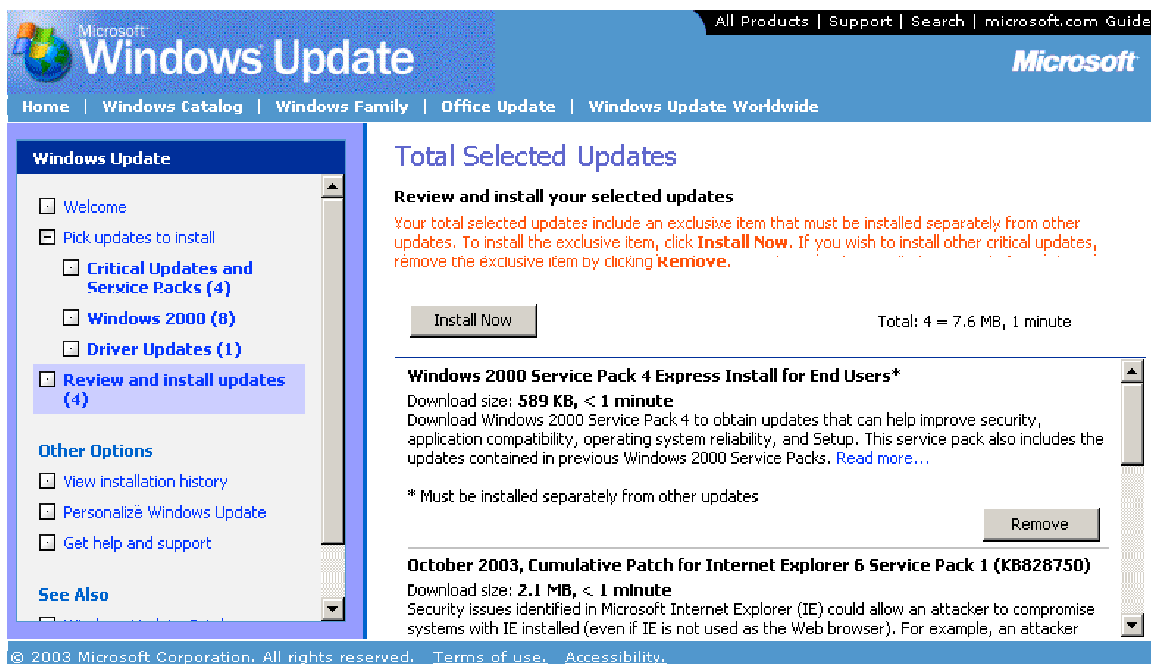 All Products | Support | Search | microsoft.com Guide
Microsoft
Windows Update
Microsoft
Home | Windows Catalog | Windows Family | Office Update | Windows Update Worldwide
Windows Update
Welcome
Pick updates to install
Critical Updates and
Service Packs (4)
Windows 2000 (8)
Driver Updates (1)
Review and install updates
(4)
Other Options
View installation history
Personalize Windows Update
Get help and support
See Also
Total Selected Updates
Review and install your selected updates
Your total selected updates include an exclusive item that must be installed separately from other
updates. To install the exclusive item, click Install Now. If you wish to install other critical updates,
remove the exclusive item by clicking Remove.
Install Now
Total: 4 = 7.6 MB, 1 minute
Windows 2000 Service Pack 4 Express Install for End Users*
Download size: 589 KB, < 1 minute
Download Windows 2000 Service Pack 4 to obtain updates that can help improve security,
application compatibility, operating system reliability, and Setup. This service pack also includes the
updates contained in previous Windows 2000 Service Packs. Read more...
* Must be installed separately from other updates
Remove
October 2003, Cumulative Patch for Internet Explorer 6 Service Pack 1 (KB828750)
Download size: 2.1 MB, < 1 minute
Security issues identified in Microsoft Internet Explorer (IE) could allow an attacker to compromise
systems with IE installed (even if IE is not used as the Web browser). For example, an attacker
© 2003 Microsoft Corporation. All rights reserved. Terms of use. Accessibility.